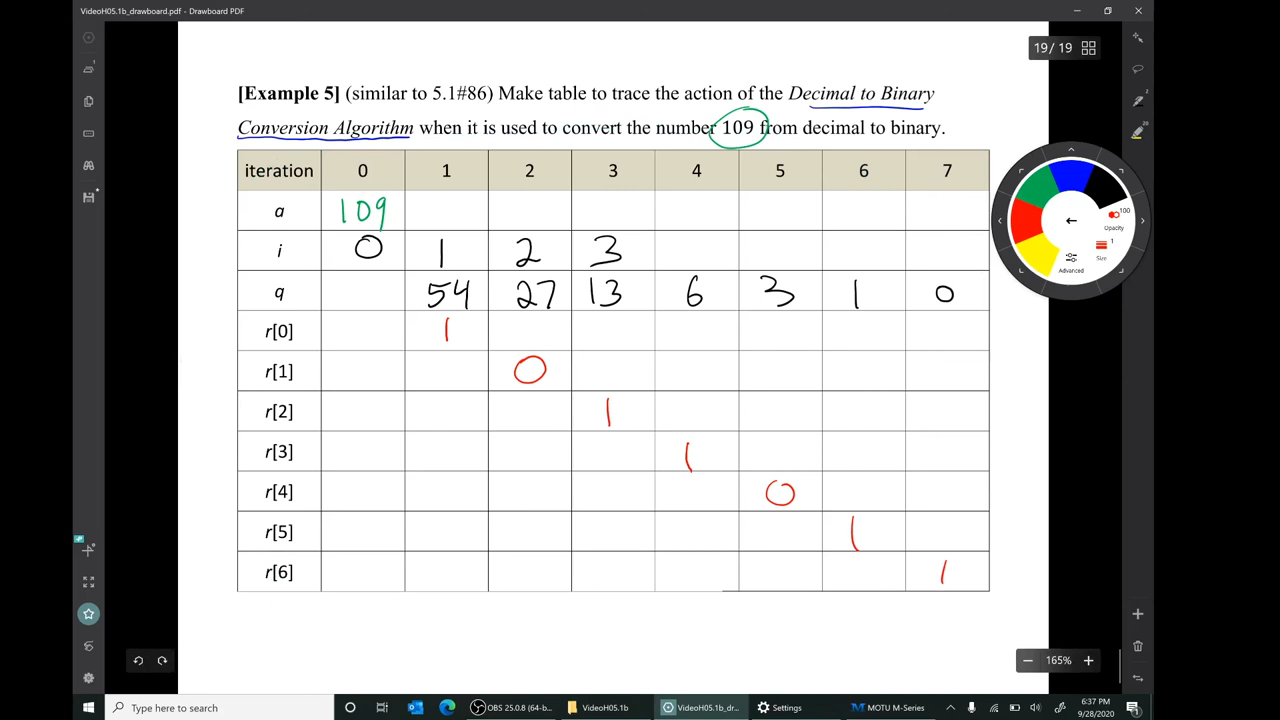 VideoH05.1b_drawboard.pdf - Drawboard PDF
19 / 19
[Example 5] (similar to 5.1#86) Make table to trace the action of the Decimal to Binary
Conversion Algorithm when it is used to convert the number 109 from decimal to binary.
iteration 0 1 2 3 4 5 6 7
a 109
i 0 1 2 3
q 54 27 13 6 3 1 0
r[0] 1
r[1] 0
r[2] 1
r[3] 1
r[4] 0
r[5] 1
r[6] 1
100
Opacity
1
Size
Advanced
165%
Type here to search
OBS 25.0.8 (64-b...
VideoH05.1b
VideoH05.1b_dr...
Settings
MOTU M-Series
6:37 PM
9/28/2020